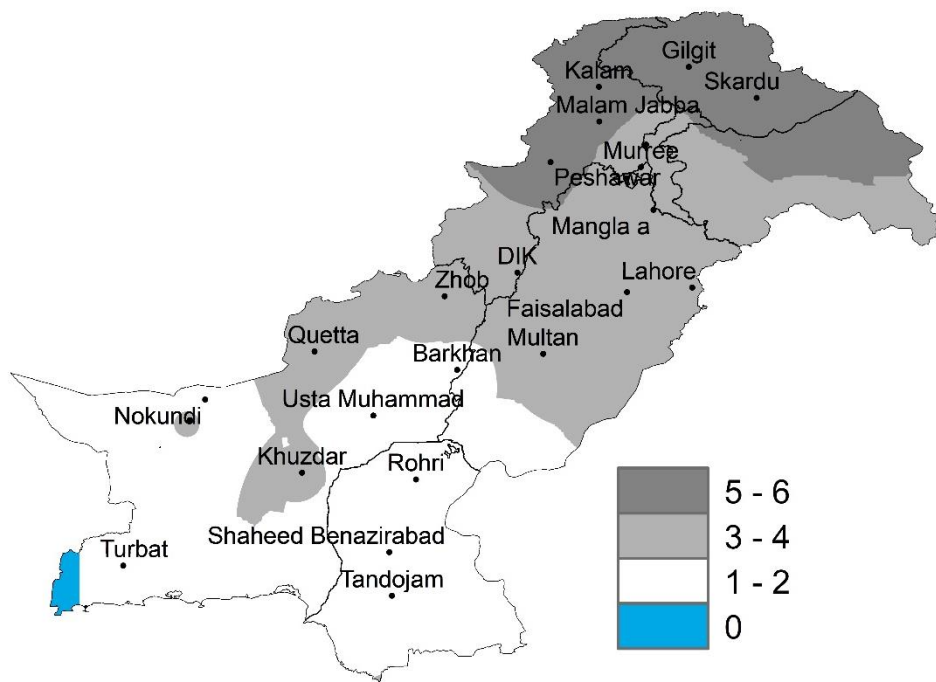 Gilgit
Kalam
Skardu
Malam Jabba
Murree
Peshawar
Mangla a
DIK
Zhob
Lahore
Faisalabad
Quetta
Multan
Barkhan
Usta Muhammad
Nokundi
Khuzdar
Rohri
Shaheed Benazirabad
Turbat
Tandojam
5 - 6
3 - 4
1 - 2
0